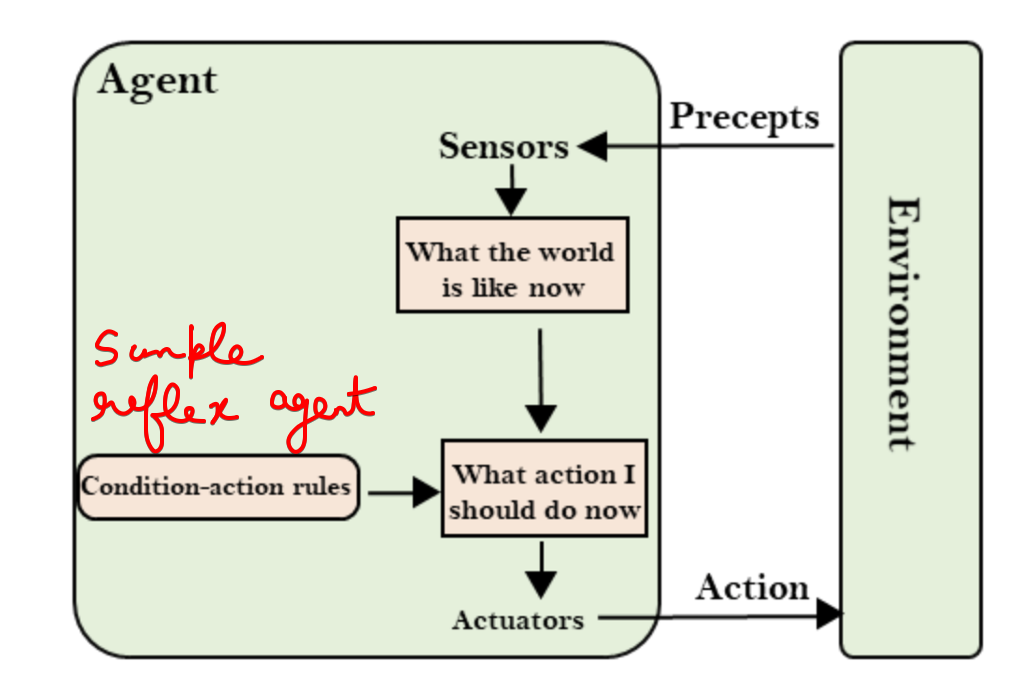 Agent
Precepts
Sensors
What the world
is like now
Environment
Simple
reflex agent
Condition-action rules
What action I
should do now
Action
Actuators